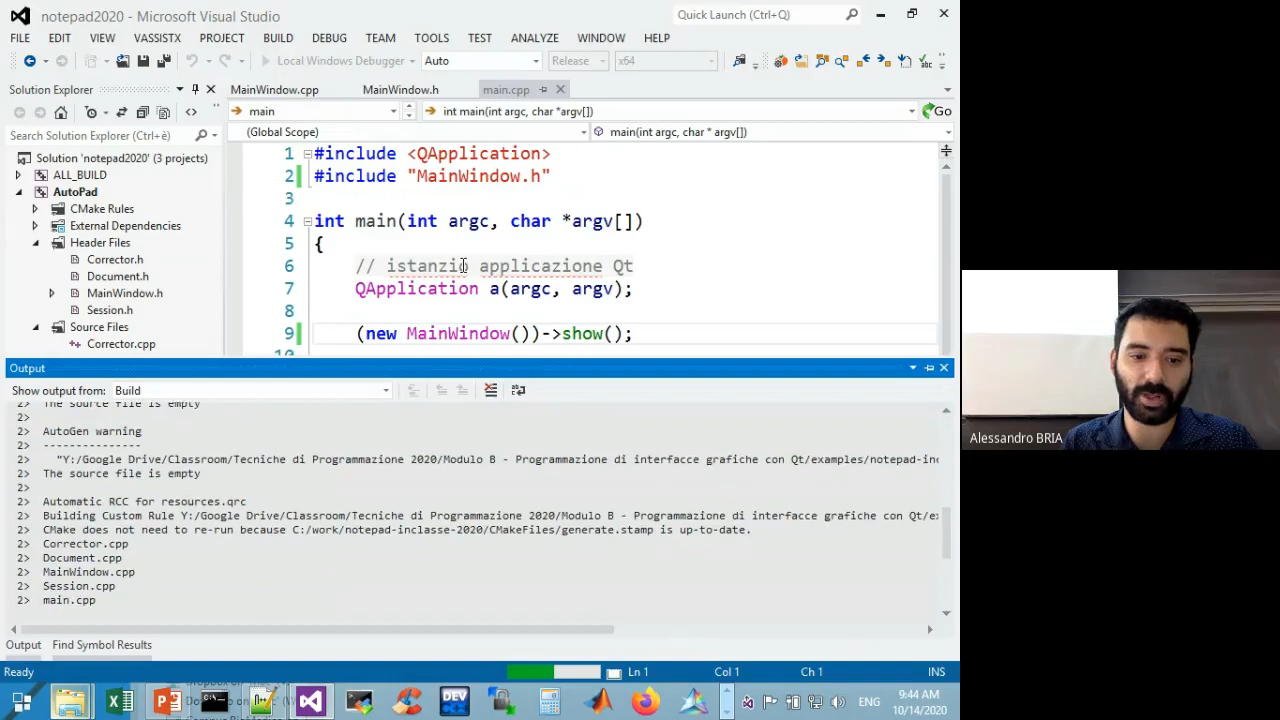 notepad2020 - Microsoft Visual Studio
Quick Launch (Ctrl+Q)
FILE EDIT VIEW VASSISTX PROJECT BUILD DEBUG TEAM TOOLS TEST ANALYZE WINDOW HELP
Local Windows Debugger Auto Release x64
Solution Explorer
MainWindow.cpp MainWindow.h main.cpp
main int main(int argc, char *argv[]) Go
Search Solution Explorer (Ctrl+è)
(Global Scope) main(int argc, char * argv[])
Solution 'notepad2020' (3 projects)
ALL_BUILD
AutoPad
CMake Rules
External Dependencies
Header Files
Corrector.h
Document.h
MainWindow.h
Session.h
Source Files
Corrector.cpp
1 #include <QApplication>
2 #include "MainWindow.h"
3
4 int main(int argc, char *argv[])
5 {
6 // istanzio applicazione Qt
7 QApplication a(argc, argv);
8
9 (new MainWindow())->show();
10
Output
Show output from: Build
2> The source file is empty
2>
2> AutoGen warning
2> ---------------
2> "Y:/Google Drive/Classroom/Tecniche di Programmazione 2020/Modulo B - Programmazione di interfacce grafiche con Qt/examples/notepad-inc
2> The source file is empty
2>
2> Automatic RCC for resources.qrc
2> Building Custom Rule Y:/Google Drive/Classroom/Tecniche di Programmazione 2020/Modulo B - Programmazione di interfacce grafiche con Qt/ex
2> CMake does not need to re-run because C:/work/notepad-inclasse-2020/CMakeFiles/generate.stamp is up-to-date.
2> Corrector.cpp
2> Document.cpp
2> MainWindow.cpp
2> Session.cpp
2> main.cpp
Output Find Symbol Results
Ready Ln 1 Col 1 Ch 1 INS
DEV
ENG
9:44 AM
10/14/2020
Alessandro BRIA